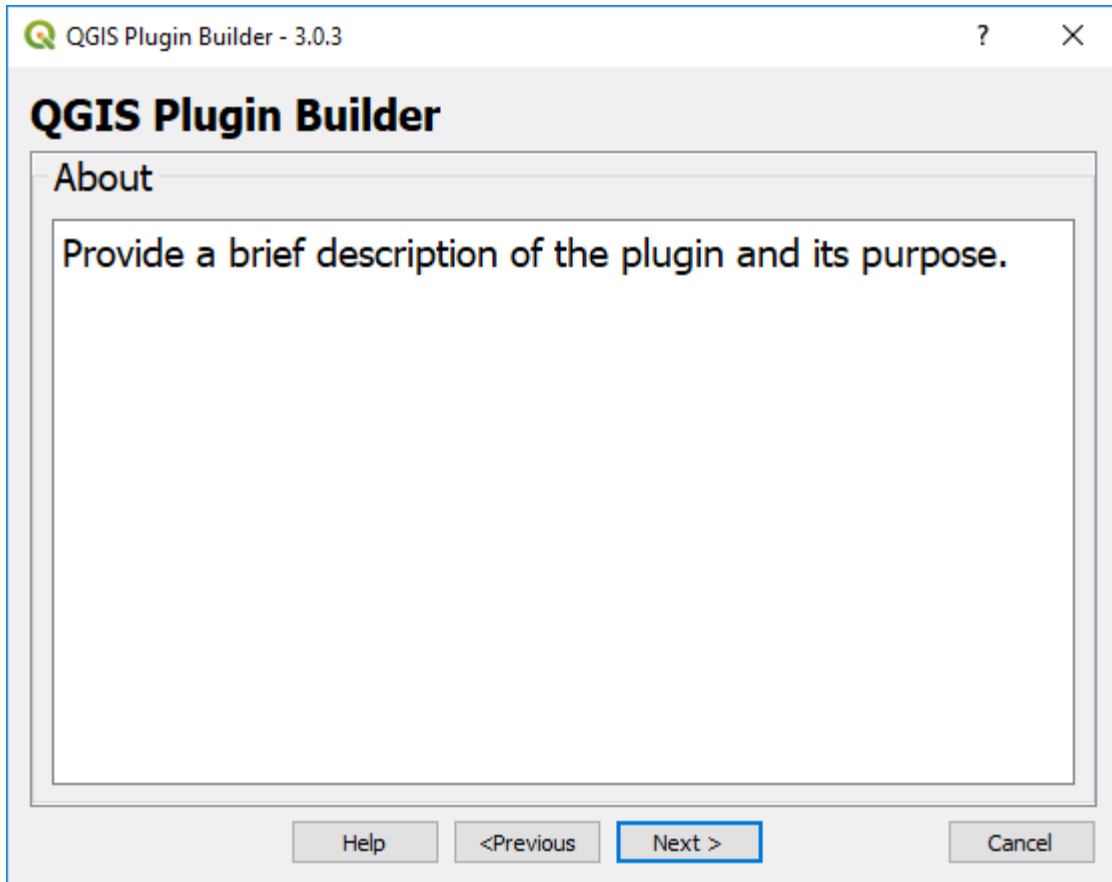 QGIS Plugin Builder - 3.0.3
?
QGIS Plugin Builder
About
Provide a brief description of the plugin and its purpose.
Help
<Previous
Next >
Cancel